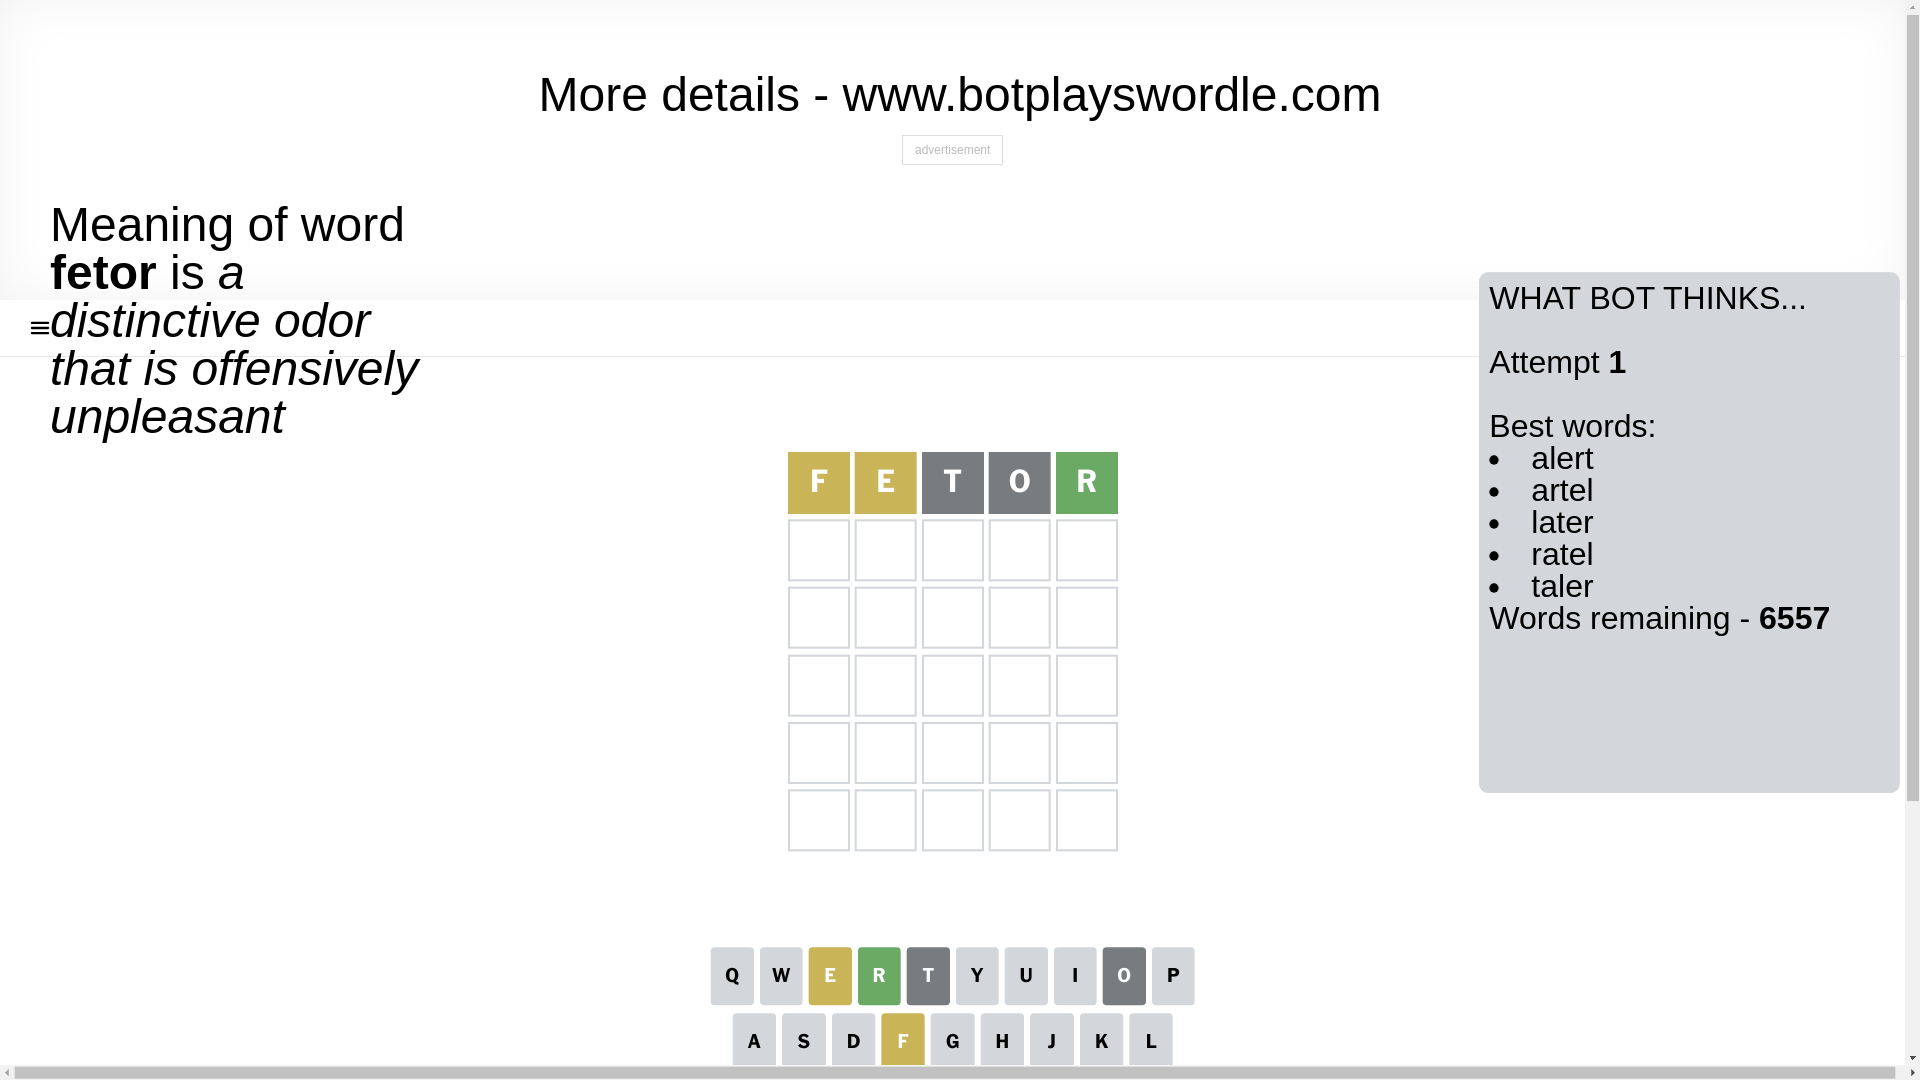 More details - www.botplayswordle.com
advertisement
Meaning of word
fetor is a
distinctive odor
that is offensively
unpleasant
WHAT BOT THINKS...
Attempt 1
Best words:
• alert
• artel
• later
• ratel
• taler
Words remaining - 6557
F E T O R
Q W E R T Y U I O P
A S D F G H J K L